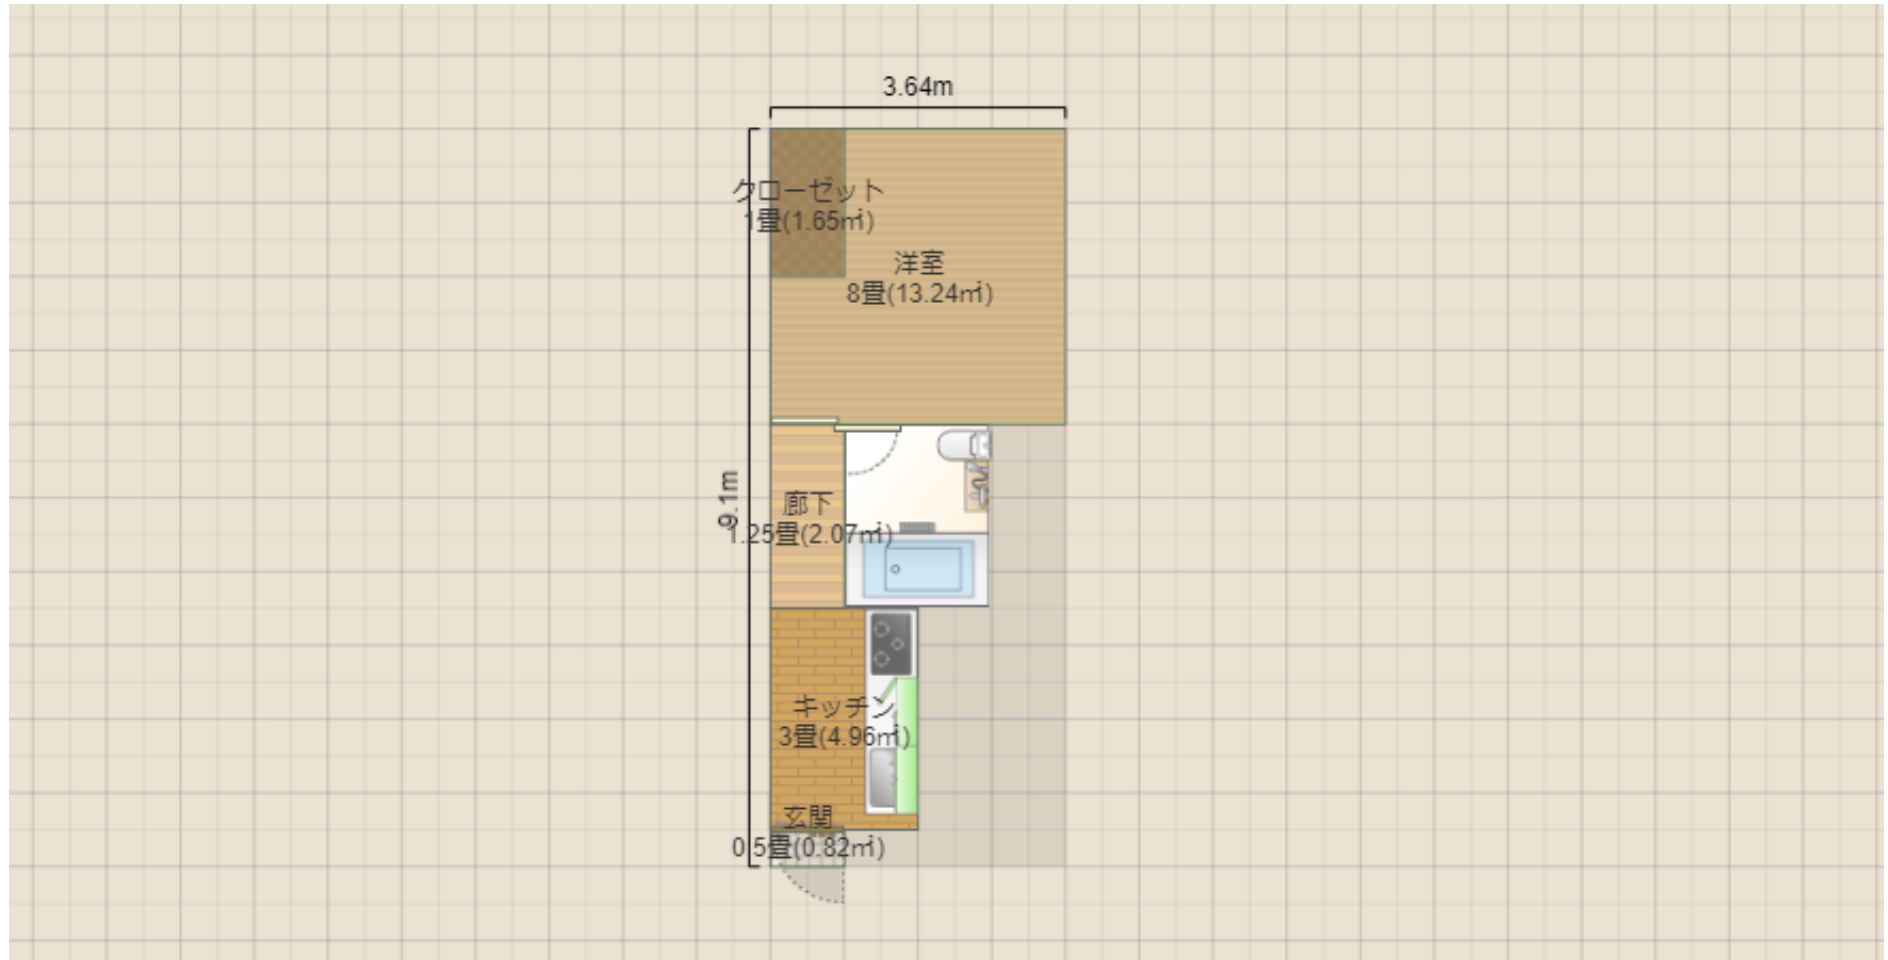 3.64m
クローゼット
1畳(1.65㎡)
洋室
8畳(13.24㎡)
9.1m
廊下
1.25畳(2.07㎡)
キッチン
3畳(4.96㎡)
玄関
0.5畳(0.82㎡)